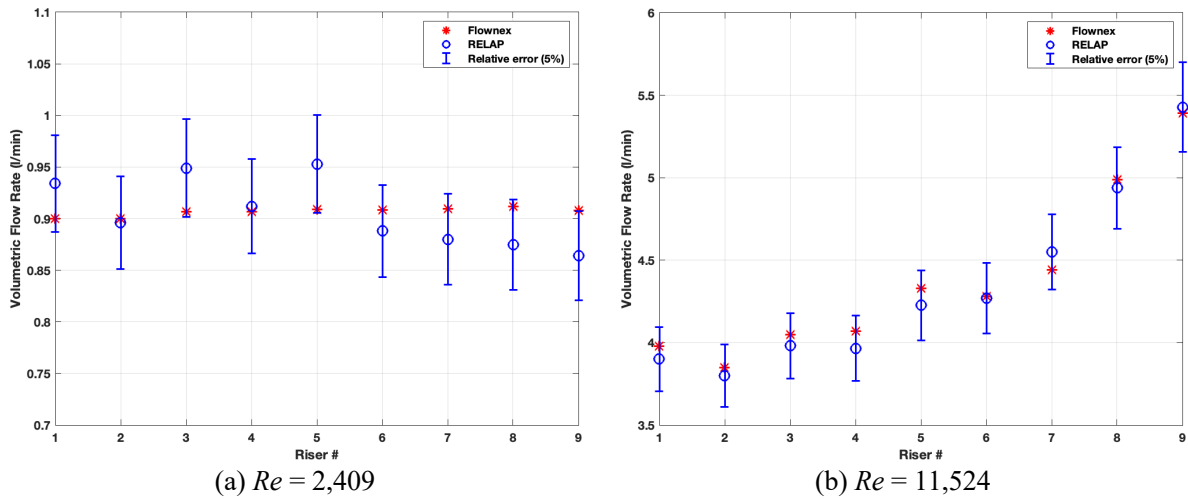 1.1
1.05
1
0.95
0.9
0.85
0.8
0.75
0.7
Volumetric Flow Rate (l/min)
Flownex
RELAP
Relative error (5%)
1 2 3 4 5 6 7 8 9
Riser #
(a) Re = 2,409
6
5.5
5
4.5
4
3.5
Volumetric Flow Rate (l/min)
Flownex
RELAP
Relative error (5%)
1 2 3 4 5 6 7 8 9
Riser #
(b) Re = 11,524